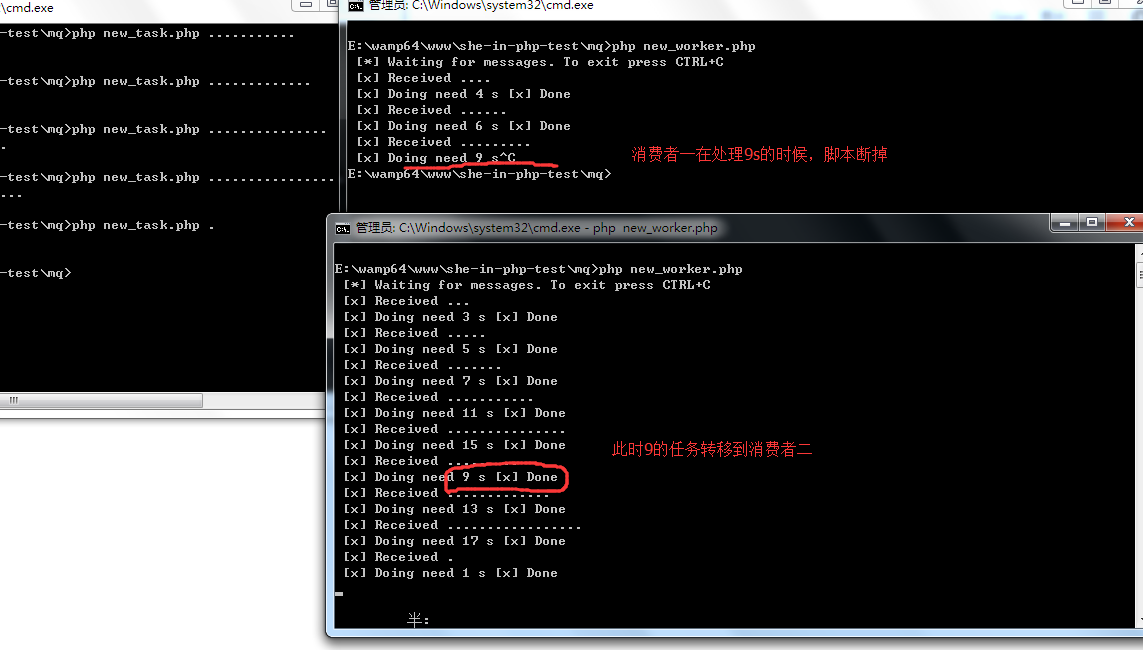 \cmd.exe
-test\mq>php new_task.php ...........
-test\mq>php new_task.php .............
-test\mq>php new_task.php ...............
.
-test\mq>php new_task.php ................
...
-test\mq>php new_task.php .
-test\mq>
管理员: C:\Windows\system32\cmd.exe
E:\wamp64\www\she-in-php-test\mq>php new_worker.php
[*] Waiting for messages. To exit press CTRL+C
[x] Received ....
[x] Doing need 4 s [x] Done
[x] Received ......
[x] Doing need 6 s [x] Done
[x] Received .........
[x] Doing need 9 s^C
E:\wamp64\www\she-in-php-test\mq>
消费者一在处理9s的时候，脚本断掉
管理员: C:\Windows\system32\cmd.exe - php new_worker.php
E:\wamp64\www\she-in-php-test\mq>php new_worker.php
[*] Waiting for messages. To exit press CTRL+C
[x] Received ...
[x] Doing need 3 s [x] Done
[x] Received .....
[x] Doing need 5 s [x] Done
[x] Received .......
[x] Doing need 7 s [x] Done
[x] Received ...........
[x] Doing need 11 s [x] Done
[x] Received ...............
[x] Doing need 15 s [x] Done
[x] Received
[x] Doing need 9 s [x] Done
[x] Received .............
[x] Doing need 13 s [x] Done
[x] Received .................
[x] Doing need 17 s [x] Done
[x] Received .
[x] Doing need 1 s [x] Done
此时9的任务转移到消费者二
半: